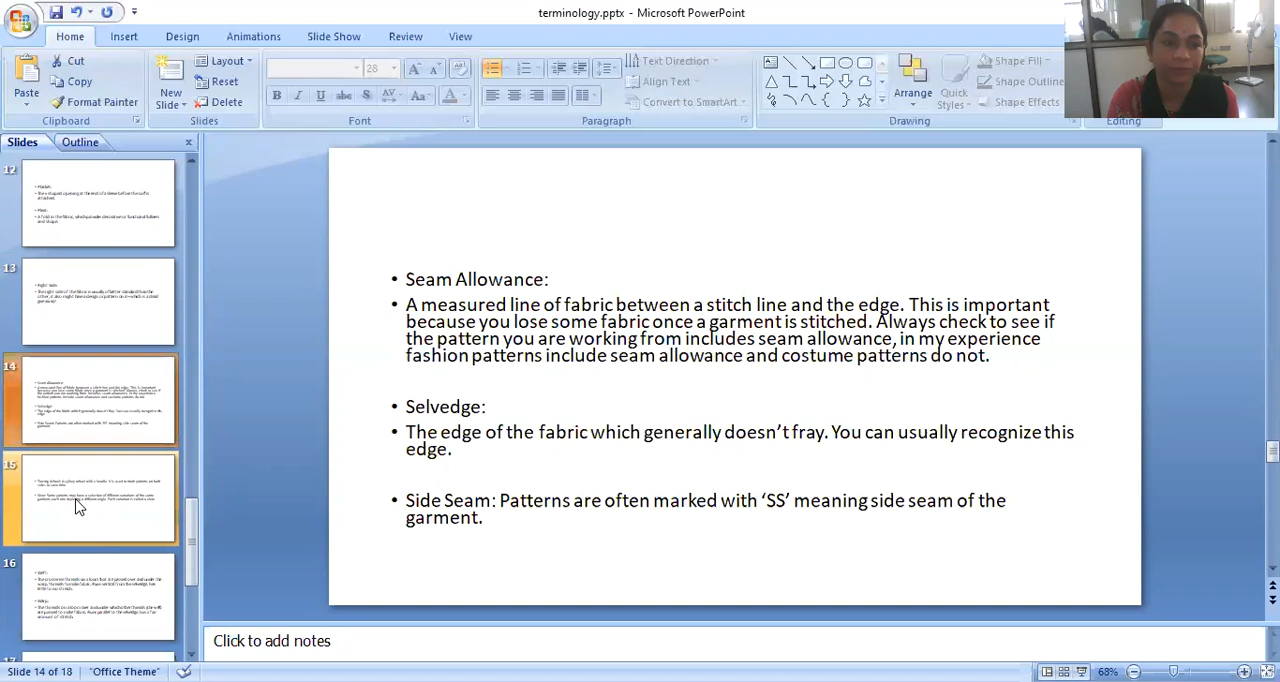 terminology.pptx - Microsoft PowerPoint
Home Insert Design Animations Slide Show Review View
Paste
Cut
Copy
Format Painter
Clipboard
New Slide
Layout
Reset
Delete
Slides
28
B I U abc S AV Aa A
Font
Text Direction
Align Text
Convert to SmartArt
Paragraph
Arrange
Quick Styles
Shape Fill
Shape Outline
Shape Effects
Drawing
Editing
Slides Outline
12
13
14
15
16
• Seam Allowance:
• A measured line of fabric between a stitch line and the edge. This is important
because you lose some fabric once a garment is stitched. Always check to see if
the pattern you are working from includes seam allowance, in my experience
fashion patterns include seam allowance and costume patterns do not.
• Selvedge:
• The edge of the fabric which generally doesn’t fray. You can usually recognize this
edge.
• Side Seam: Patterns are often marked with ‘SS’ meaning side seam of the
garment.
Click to add notes
Slide 14 of 18 "Office Theme" 68%